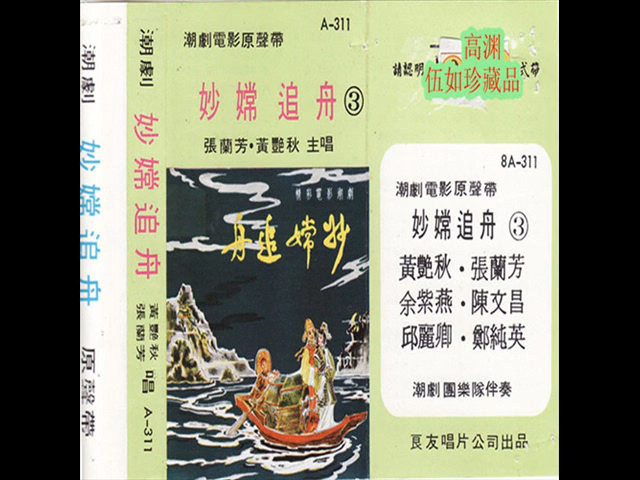 潮劇
妙嫦追舟
原聲帶
潮劇
妙嫦追舟
黃艷秋
張蘭芳
唱
A-311
A-311
潮劇電影原聲帶
妙嫦追舟③
張蘭芳•黃艷秋 主唱
妙嫦追舟
高渊
伍如珍藏品
請認明
式帶
8A-311
潮劇電影原聲帶
妙嫦追舟③
黃艷秋•張蘭芳
余紫燕•陳文昌
邱麗卿•鄭純英
潮劇團樂隊伴奏
良友唱片公司出品